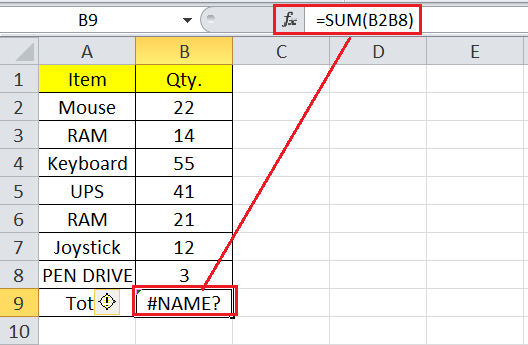 B9 fx =SUM(B2B8)
A B C D E
1 Item Qty.
2 Mouse 22
3 RAM 14
4 Keyboard 55
5 UPS 41
6 RAM 21
7 Joystick 12
8 PEN DRIVE 3
9 Tot #NAME?
10